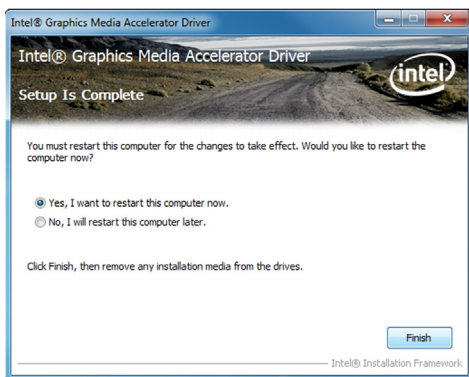 Intel® Graphics Media Accelerator Driver
Intel® Graphics Media Accelerator Driver
intel
Setup Is Complete
You must restart this computer for the changes to take effect. Would you like to restart the
computer now?
Yes, I want to restart this computer now.
No, I will restart this computer later.
Click Finish, then remove any installation media from the drives.
Finish
Intel® Installation Framework